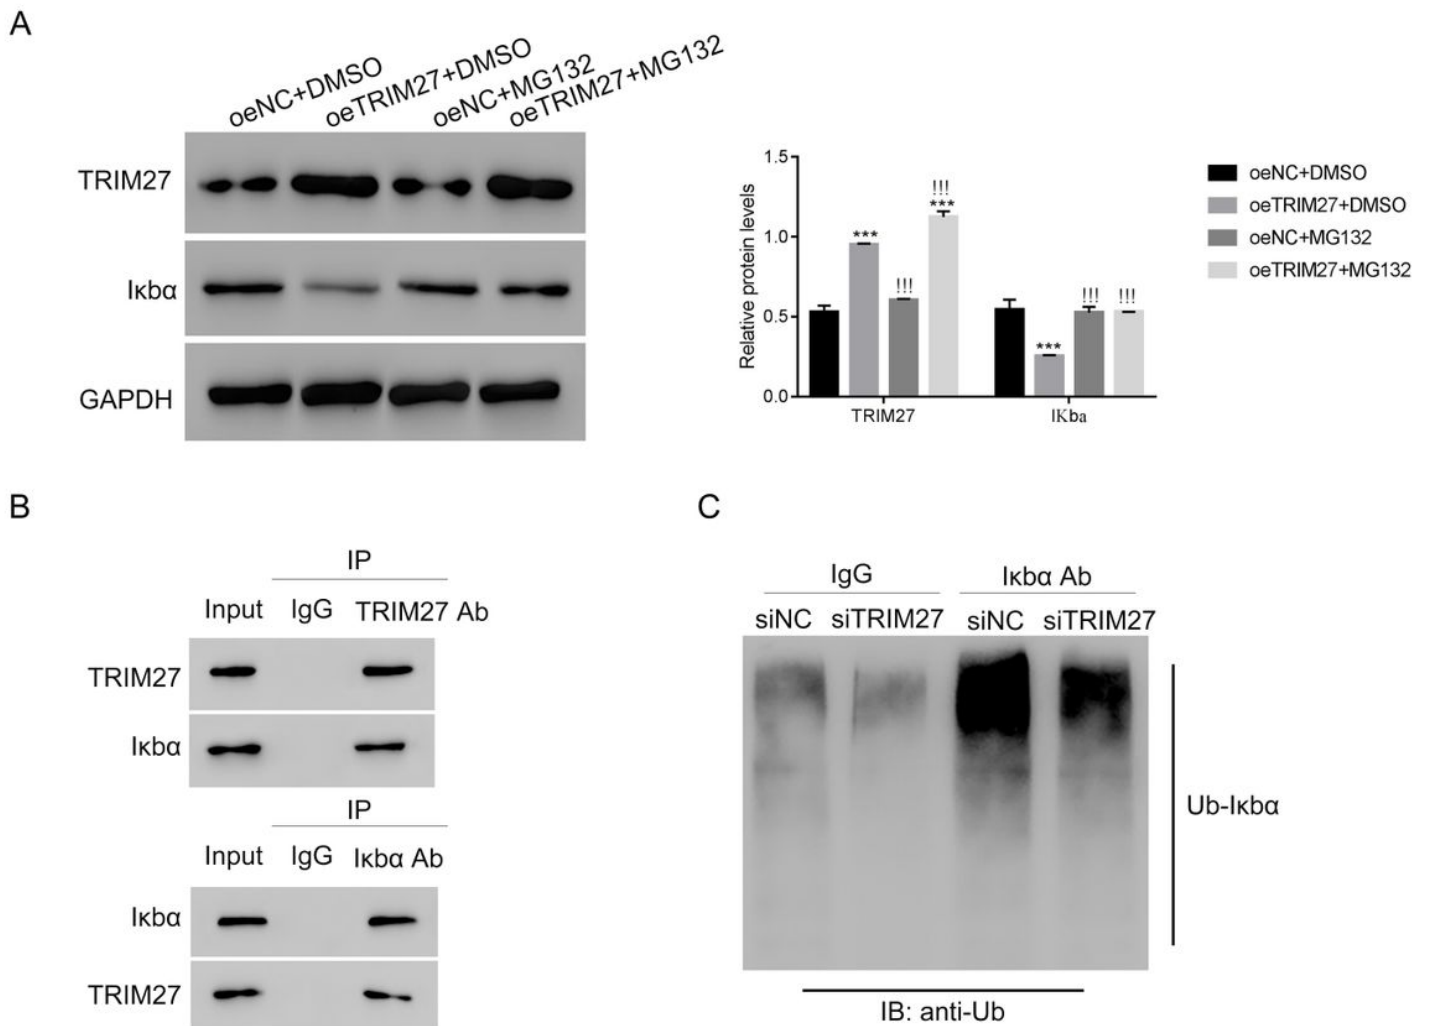 A
oeNC+DMSO
oeTRIM27+DMSO
oeNC+MG132
oeTRIM27+MG132
TRIM27
Iκbα
GAPDH
Relative protein levels
1.5
1.0
0.5
0.0
***
!!!
!!!
***
***
!!!
!!!
TRIM27
IKba
oeNC+DMSO
oeTRIM27+DMSO
oeNC+MG132
oeTRIM27+MG132
B
IP
Input IgG TRIM27 Ab
TRIM27
Iκbα
IP
Input IgG Iκbα Ab
Iκbα
TRIM27
C
IgG Iκbα Ab
siNC siTRIM27 siNC siTRIM27
Ub-Iκbα
IB: anti-Ub